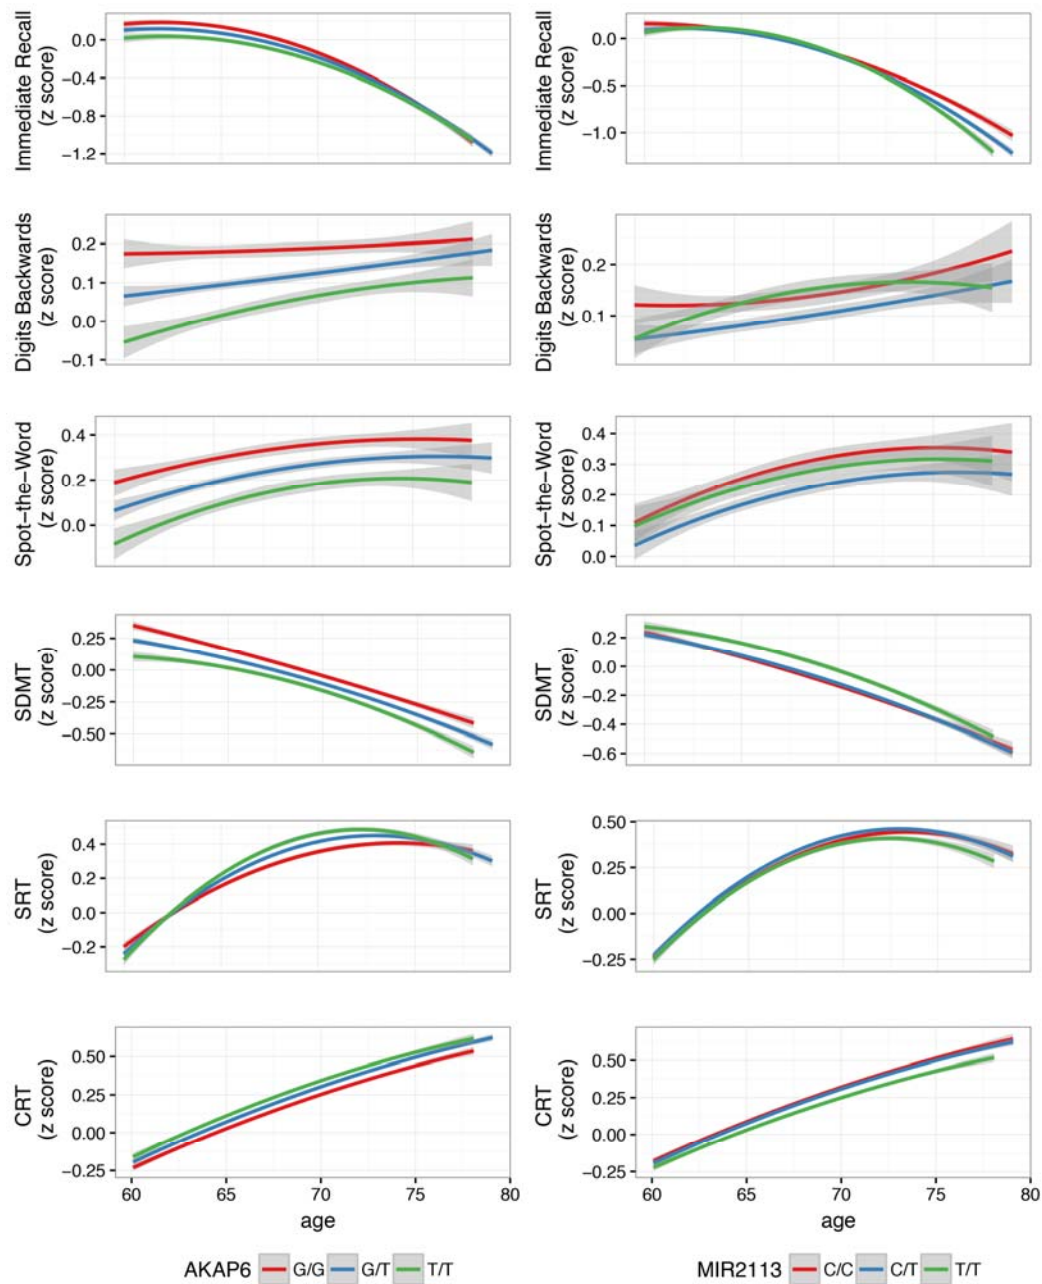 Immediate Recall
(z score)
0.0
−0.4
−0.8
−1.2
Immediate Recall
(z score)
0.0
−0.5
−1.0
Digits Backwards
(z score)
0.2
0.1
0.0
−0.1
Digits Backwards
(z score)
0.2
0.1
Spot−the−Word
(z score)
0.4
0.2
0.0
Spot−the−Word
(z score)
0.4
0.3
0.2
0.1
0.0
SDMT
(z score)
0.25
0.00
−0.25
−0.50
SDMT
(z score)
0.2
0.0
−0.2
−0.4
−0.6
SRT
(z score)
0.4
0.2
0.0
−0.2
SRT
(z score)
0.50
0.25
0.00
−0.25
CRT
(z score)
0.50
0.25
0.00
−0.25
CRT
(z score)
0.50
0.25
0.00
−0.25
60 65 70 75 80
60 65 70 75 80
age
age
AKAP6 G/G G/T T/T
MIR2113 C/C C/T T/T